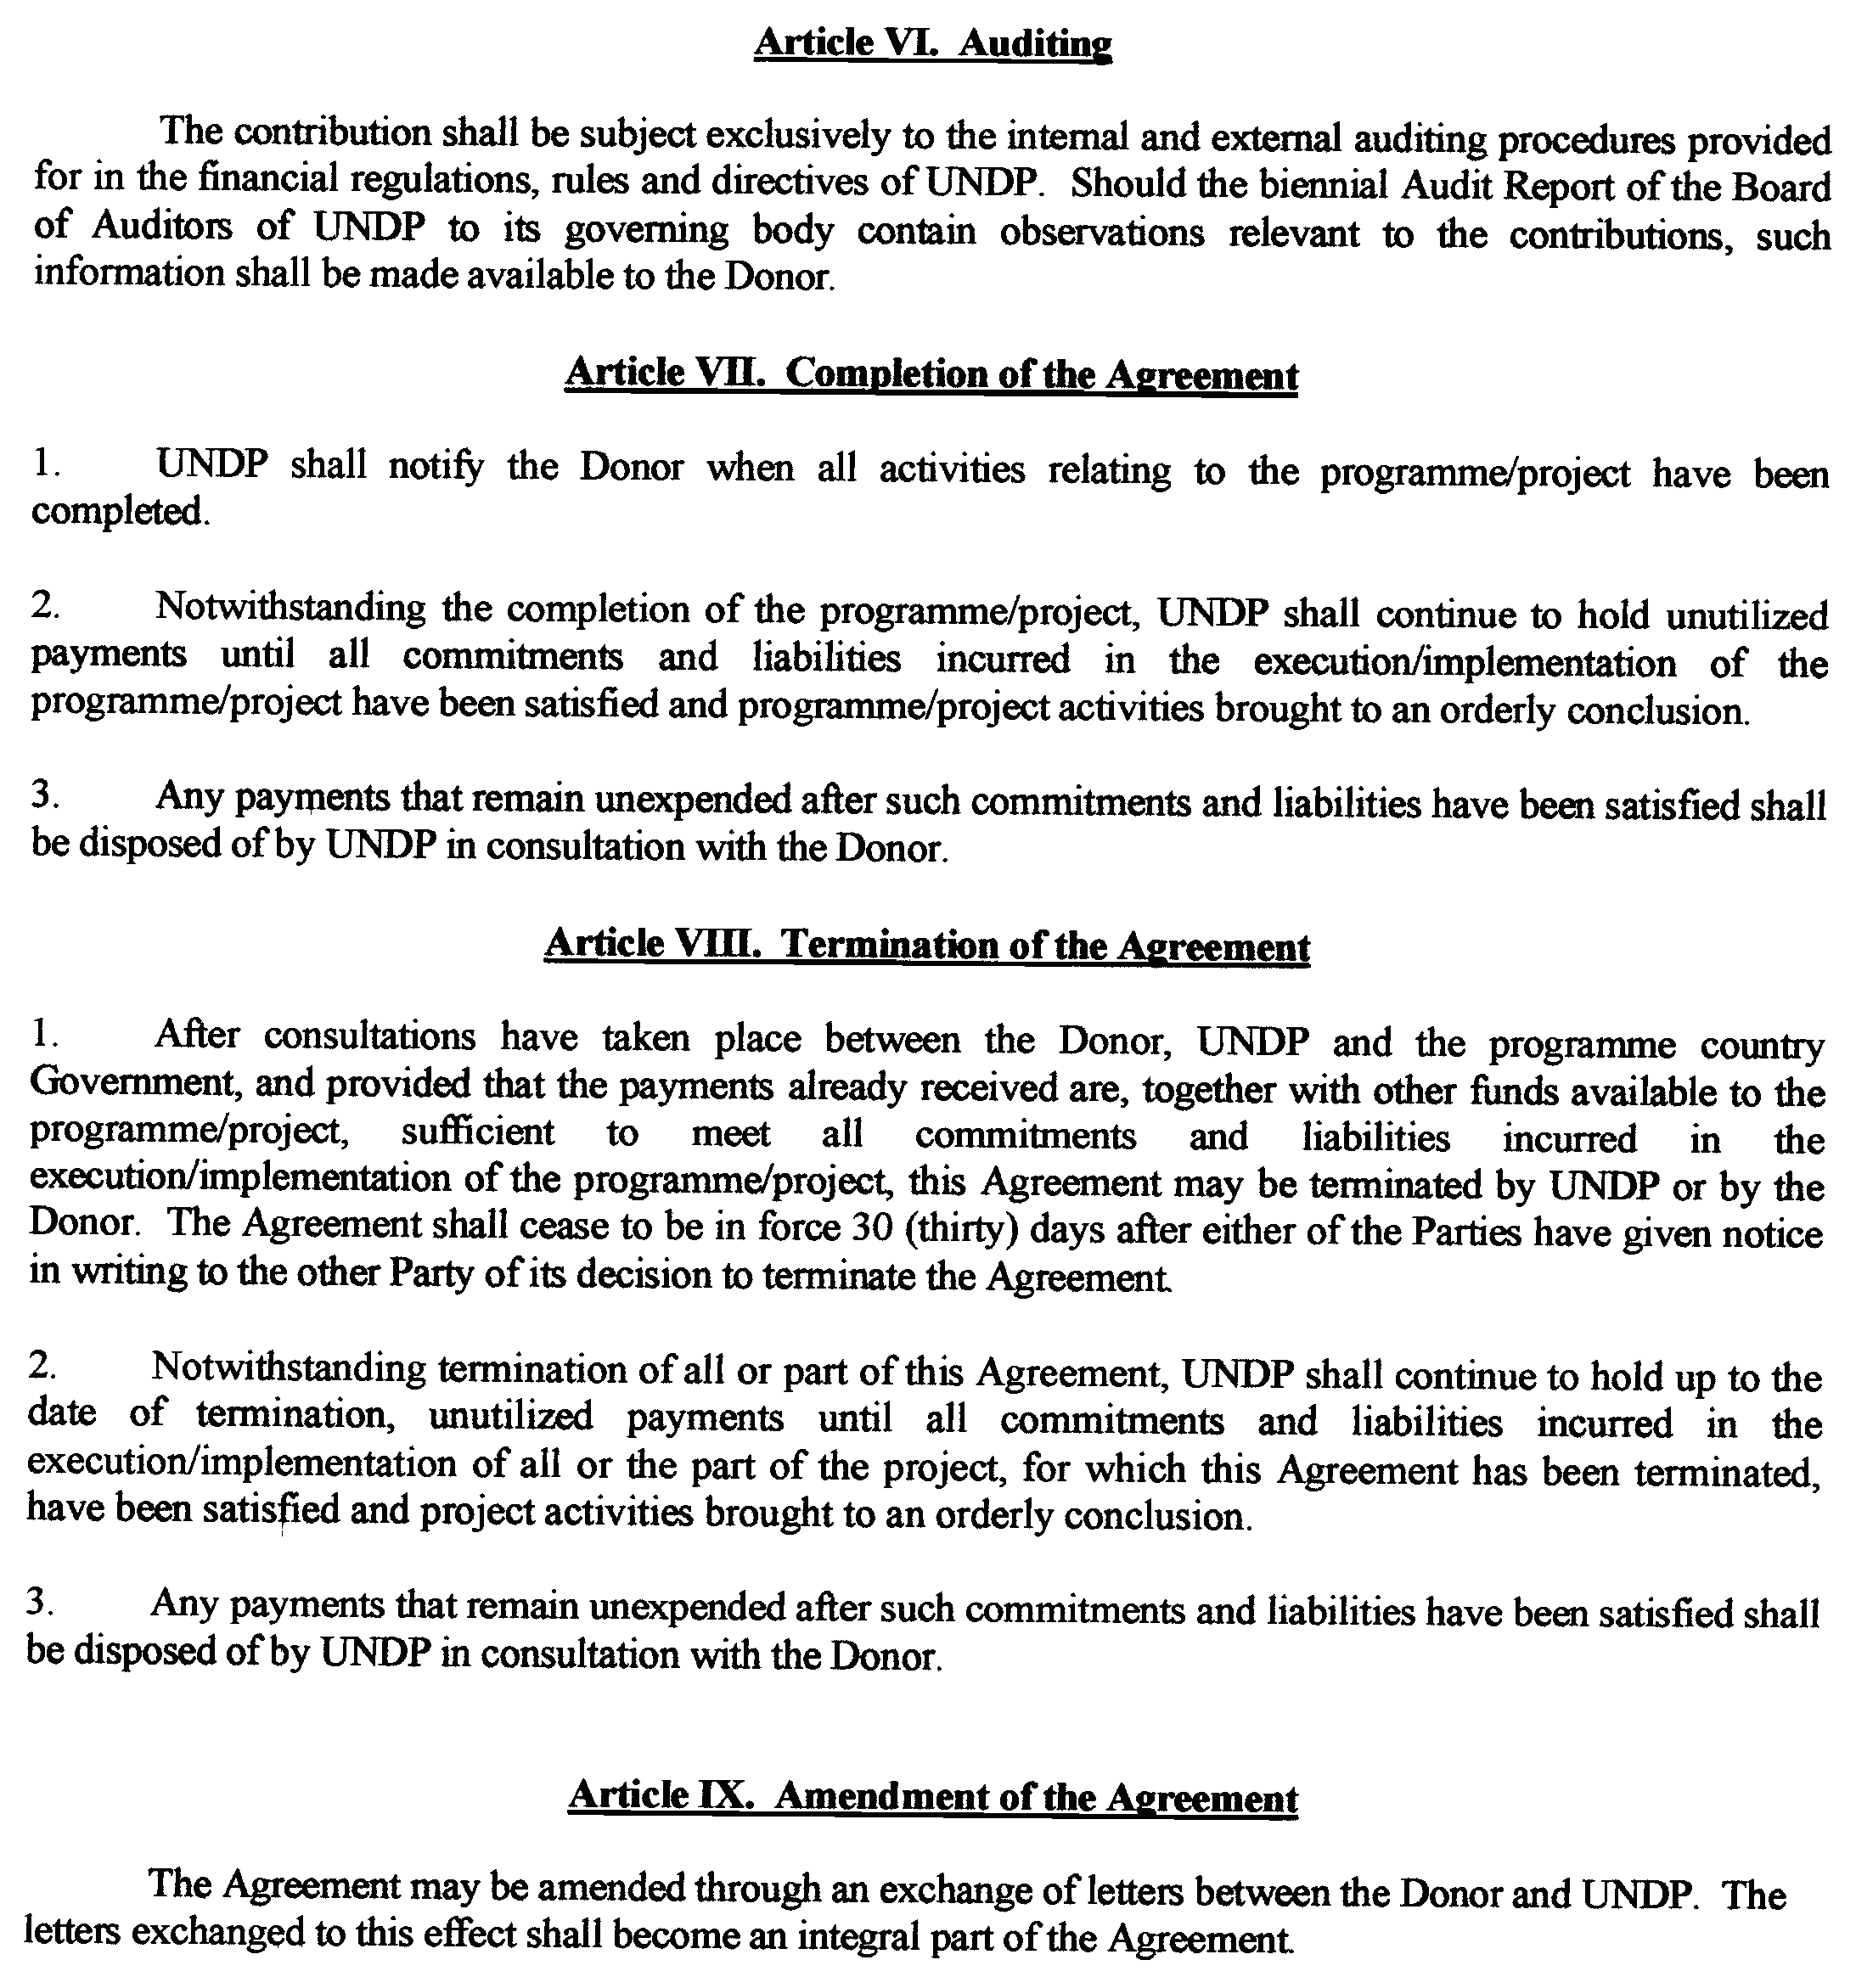 Article VI. Auditing
The contribution shall be subject exclusively to the internal and external auditing procedures provided
for in the financial regulations, rules and directives of UNDP. Should the biennial Audit Report of the Board
of Auditors of UNDP to its governing body contain observations relevant to the contributions, such
information shall be made available to the Donor.
Article VII. Completion of the Agreement
1. UNDP shall notify the Donor when all activities relating to the programme/project have been
completed.
2. Notwithstanding the completion of the programme/project, UNDP shall continue to hold unutilized
payments until all commitments and liabilities incurred in the execution/implementation of the
programme/project have been satisfied and programme/project activities brought to an orderly conclusion.
3. Any payments that remain unexpended after such commitments and liabilities have been satisfied shall
be disposed of by UNDP in consultation with the Donor.
Article VIII. Termination of the Agreement
1. After consultations have taken place between the Donor, UNDP and the programme country
Government, and provided that the payments already received are, together with other funds available to the
programme/project, sufficient to meet all commitments and liabilities incurred in the
execution/implementation of the programme/project, this Agreement may be terminated by UNDP or by the
Donor. The Agreement shall cease to be in force 30 (thirty) days after either of the Parties have given notice
in writing to the other Party of its decision to terminate the Agreement.
2. Notwithstanding termination of all or part of this Agreement, UNDP shall continue to hold up to the
date of termination, unutilized payments until all commitments and liabilities incurred in the
execution/implementation of all or the part of the project, for which this Agreement has been terminated,
have been satisfied and project activities brought to an orderly conclusion.
3. Any payments that remain unexpended after such commitments and liabilities have been satisfied shall
be disposed of by UNDP in consultation with the Donor.
Article IX. Amendment of the Agreement
The Agreement may be amended through an exchange of letters between the Donor and UNDP. The
letters exchanged to this effect shall become an integral part of the Agreement.